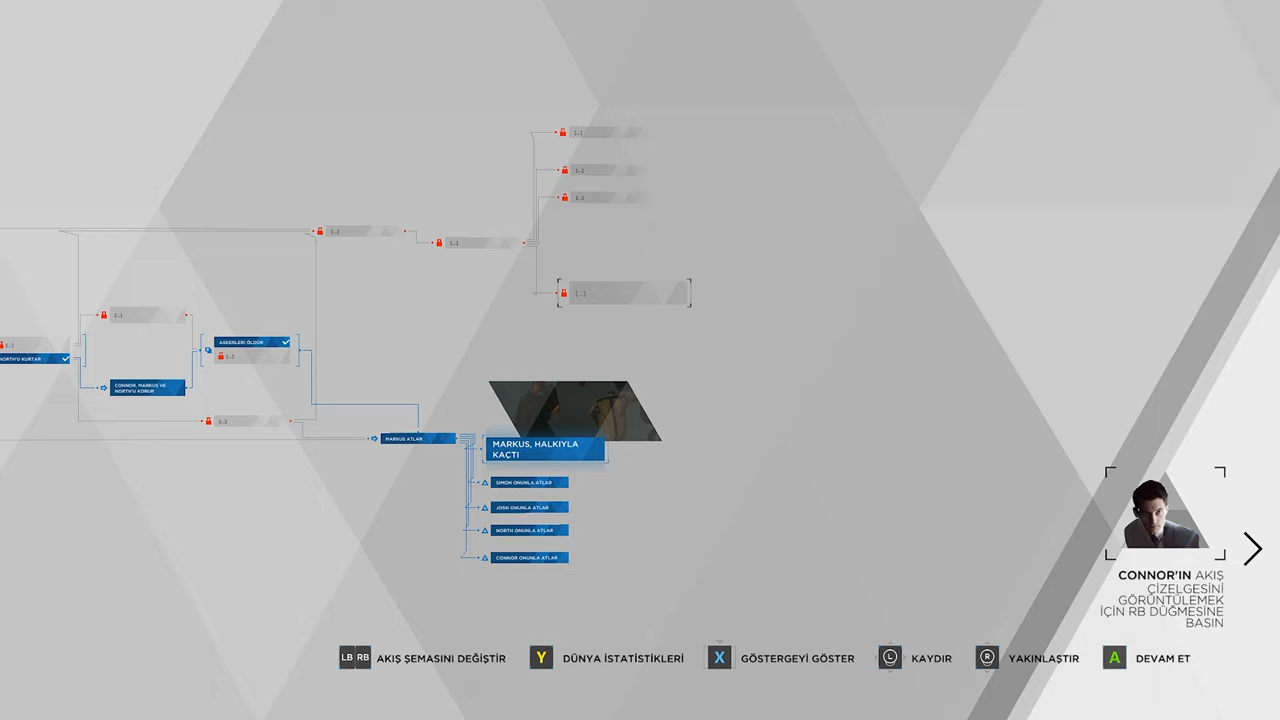 [...]
[...]
[...]
[...]
[...]
[...]
[...]
[...]
NORTH'U KURTAR
CONNOR, MARKUS VE
NORTH'U KORUR
ASKERLERİ ÖLDÜR
[...]
[...]
MARKUS ATLAR
MARKUS, HALKIYLA
KAÇTI
SIMON ONUNLA ATLAR
JOSH ONUNLA ATLAR
NORTH ONUNLA ATLAR
CONNOR ONUNLA ATLAR
CONNOR'IN AKIŞ
ÇİZELGESİNİ
GÖRÜNTÜLEMEK
İÇİN RB DÜĞMESİNE
BASIN
LB RB AKIŞ ŞEMASINI DEĞİŞTİR
Y DÜNYA İSTATİSTİKLERİ
X GÖSTERGEYİ GÖSTER
L KAYDIR
R YAKINLAŞTIR
A DEVAM ET